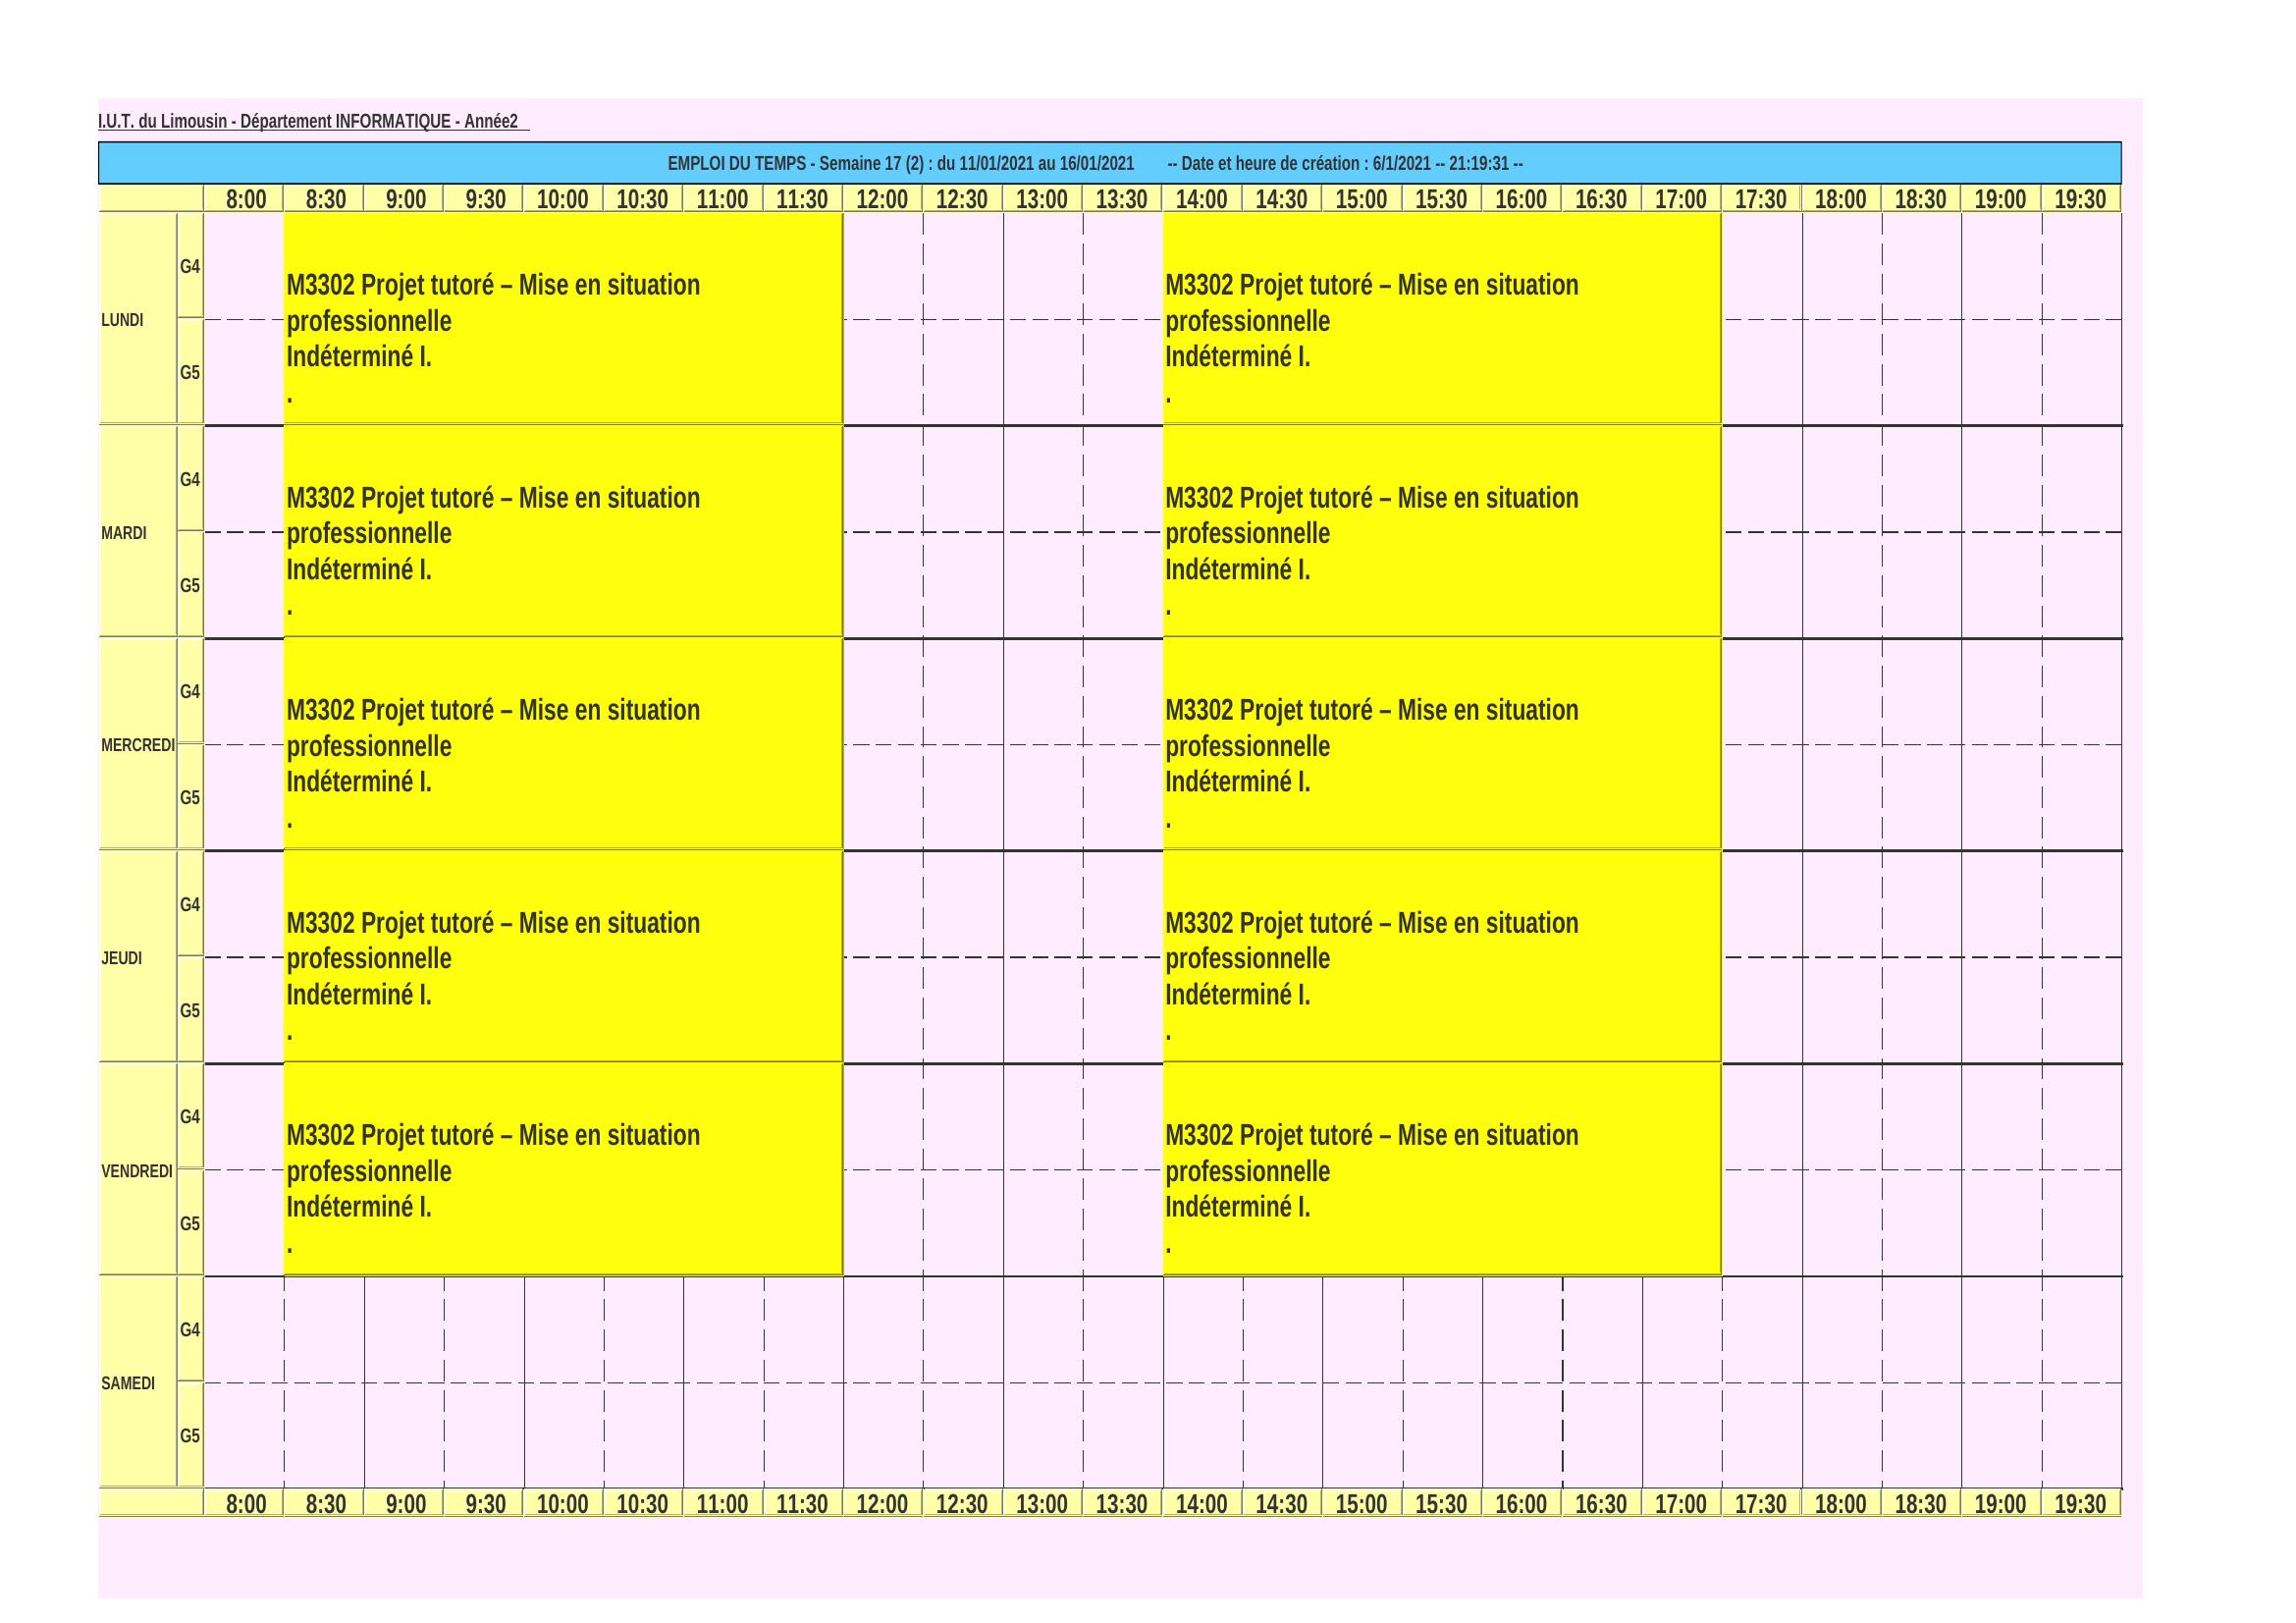 I.U.T. du Limousin - Département INFORMATIQUE - Année2
EMPLOI DU TEMPS - Semaine 17 (2) : du 11/01/2021 au 16/01/2021 -- Date et heure de création : 6/1/2021 -- 21:19:31 --
8:00 8:30 9:00 9:30 10:00 10:30 11:00 11:30 12:00 12:30 13:00 13:30 14:00 14:30 15:00 15:30 16:00 16:30 17:00 17:30 18:00 18:30 19:00 19:30
LUNDI
G4
G5
M3302 Projet tutoré – Mise en situation
professionnelle
Indéterminé I.
.
M3302 Projet tutoré – Mise en situation
professionnelle
Indéterminé I.
.
MARDI
G4
G5
M3302 Projet tutoré – Mise en situation
professionnelle
Indéterminé I.
.
M3302 Projet tutoré – Mise en situation
professionnelle
Indéterminé I.
.
MERCREDI
G4
G5
M3302 Projet tutoré – Mise en situation
professionnelle
Indéterminé I.
.
M3302 Projet tutoré – Mise en situation
professionnelle
Indéterminé I.
.
JEUDI
G4
G5
M3302 Projet tutoré – Mise en situation
professionnelle
Indéterminé I.
.
M3302 Projet tutoré – Mise en situation
professionnelle
Indéterminé I.
.
VENDREDI
G4
G5
M3302 Projet tutoré – Mise en situation
professionnelle
Indéterminé I.
.
M3302 Projet tutoré – Mise en situation
professionnelle
Indéterminé I.
.
SAMEDI
G4
G5
8:00 8:30 9:00 9:30 10:00 10:30 11:00 11:30 12:00 12:30 13:00 13:30 14:00 14:30 15:00 15:30 16:00 16:30 17:00 17:30 18:00 18:30 19:00 19:30